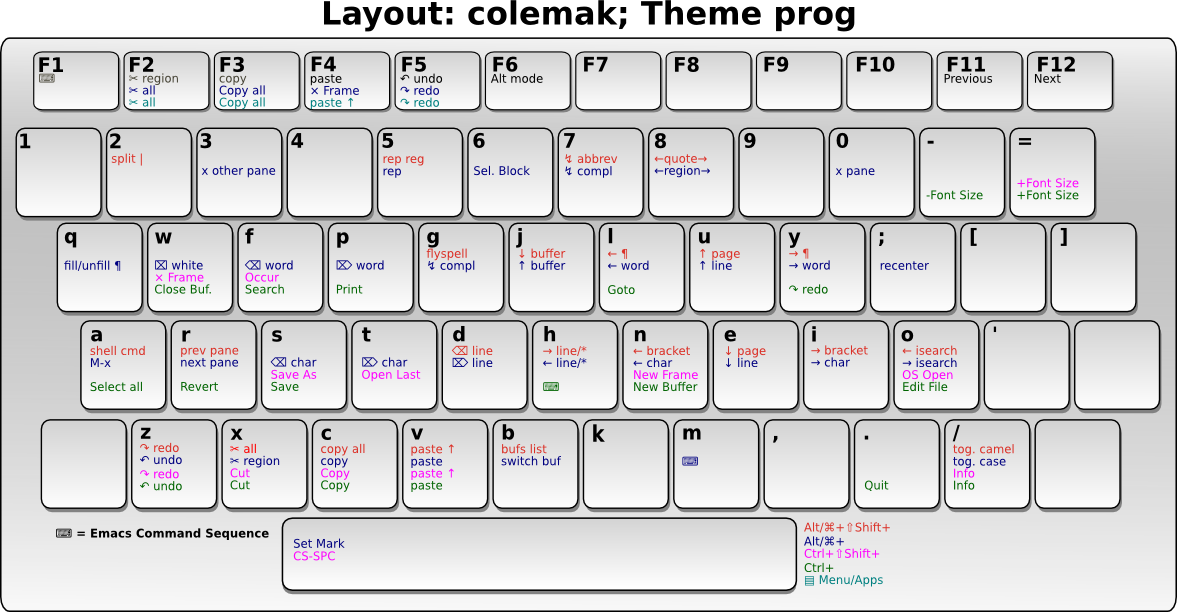 Layout: colemak; Theme prog
F1
⌨
F2
✂ region
✂ all
✂ all
F3
copy
Copy all
Copy all
F4
paste
× Frame
paste ↑
F5
↶ undo
↷ redo
↷ redo
F6
Alt mode
F7
F8
F9
F10
F11
Previous
F12
Next
1
2
split |
3
x other pane
4
5
rep reg
rep
6
Sel. Block
7
↯ abbrev
↯ compl
8
←quote→
←region→
9
0
x pane
-
-Font Size
=
+Font Size
+Font Size
q
fill/unfill ¶
w
⌧ white
× Frame
Close Buf.
f
⌫ word
Occur
Search
p
⌦ word
Print
g
flyspell
↯ compl
j
↓ buffer
↑ buffer
l
← ¶
← word
Goto
u
↑ page
↑ line
y
→ ¶
→ word
↷ redo
;
recenter
[
]
a
shell cmd
M-x
Select all
r
prev pane
next pane
Revert
s
⌫ char
Save As
Save
t
⌦ char
Open Last
d
⌫ line
⌦ line
h
→ line/*
← line/*
⌨
n
← bracket
← char
New Frame
New Buffer
e
↓ page
↓ line
i
→ bracket
→ char
o
← isearch
→ isearch
OS Open
Edit File
'
z
↷ redo
↶ undo
↷ redo
↶ undo
x
✂ all
✂ region
Cut
Cut
c
copy all
copy
Copy
Copy
v
paste ↑
paste
paste ↑
paste
b
bufs list
switch buf
k
m
⌨
,
.
Quit
/
tog. camel
tog. case
Info
Info
⌨ = Emacs Command Sequence
Set Mark
CS-SPC
Alt/⌘+⇧Shift+
Alt/⌘+
Ctrl+⇧Shift+
Ctrl+
▤ Menu/Apps